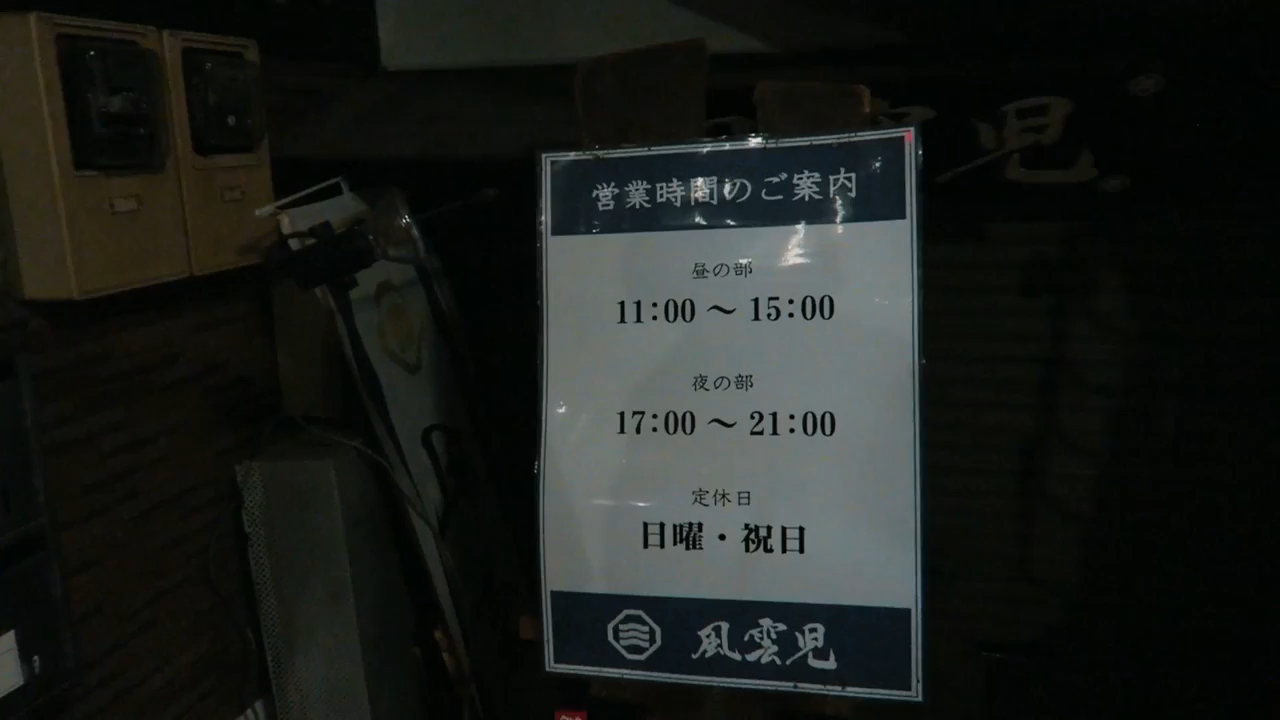 営業時間のご案内
昼の部
11:00 ～ 15:00
夜の部
17:00 ～ 21:00
定休日
日曜・祝日
風雲児
児